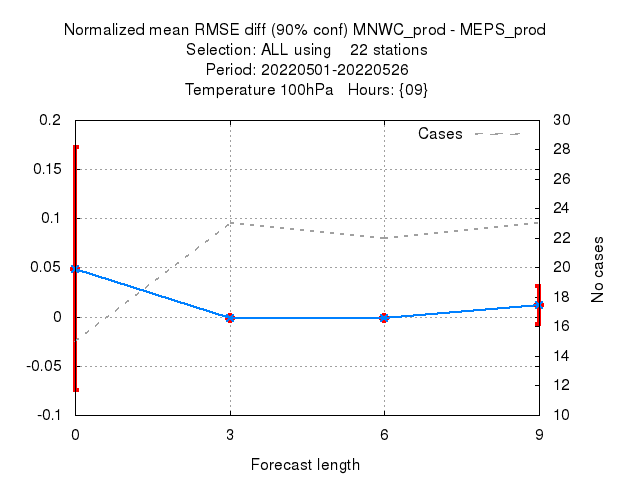 Normalized mean RMSE diff (90% conf) MNWC_prod - MEPS_prod
Selection: ALL using    22 stations
Period: 20220501-20220526
Temperature 100hPa   Hours: {09}
Cases
0.2
0.15
0.1
0.05
0
-0.05
-0.1
30
28
26
24
22
20
18
16
14
12
10
No cases
0 3 6 9
Forecast length